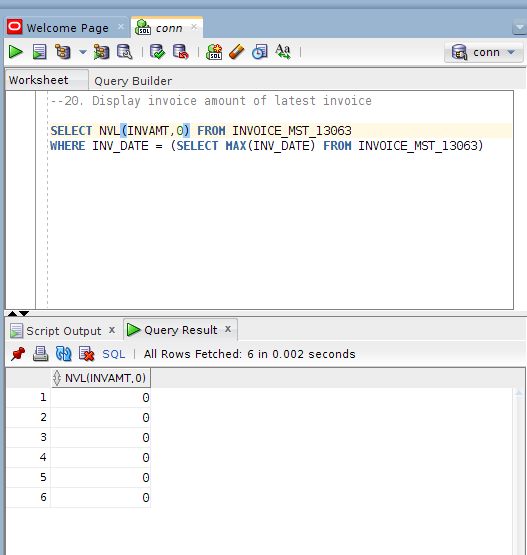 Welcome Page
conn
conn
Worksheet
Query Builder
--20. Display invoice amount of latest invoice
SELECT NVL(INVAMT,0) FROM INVOICE_MST_13063
WHERE INV_DATE = (SELECT MAX(INV_DATE) FROM INVOICE_MST_13063)
Script Output x
Query Result x
SQL | All Rows Fetched: 6 in 0.002 seconds
NVL(INVAMT,0)
1 0
2 0
3 0
4 0
5 0
6 0